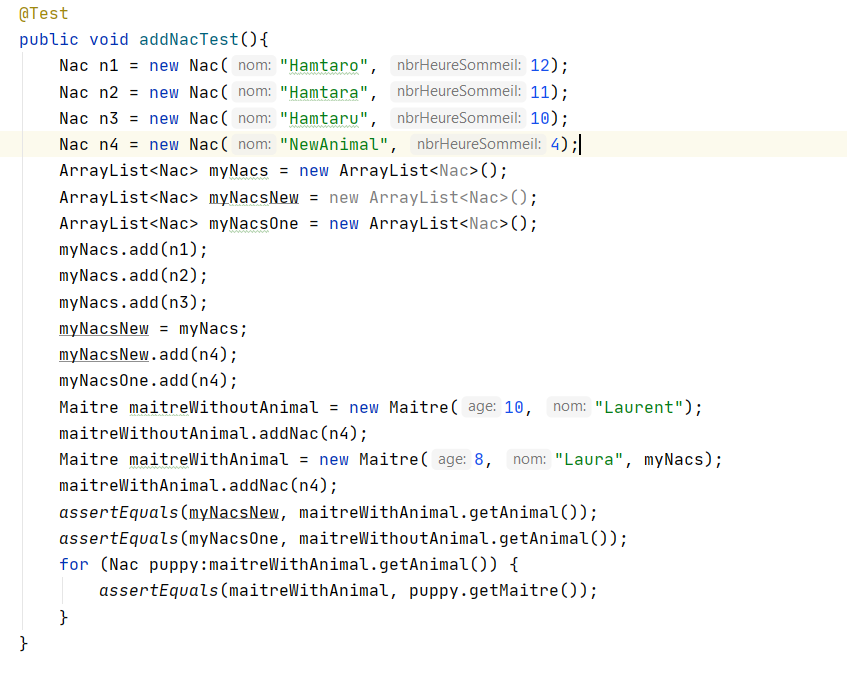 @Test
public void addNacTest(){
    Nac n1 = new Nac( nom: "Hamtaro", nbrHeureSommeil: 12);
    Nac n2 = new Nac( nom: "Hamtara", nbrHeureSommeil: 11);
    Nac n3 = new Nac( nom: "Hamtaru", nbrHeureSommeil: 10);
    Nac n4 = new Nac( nom: "NewAnimal", nbrHeureSommeil: 4);
    ArrayList<Nac> myNacs = new ArrayList<Nac>();
    ArrayList<Nac> myNacsNew = new ArrayList<Nac>();
    ArrayList<Nac> myNacsOne = new ArrayList<Nac>();
    myNacs.add(n1);
    myNacs.add(n2);
    myNacs.add(n3);
    myNacsNew = myNacs;
    myNacsNew.add(n4);
    myNacsOne.add(n4);
    Maitre maitreWithoutAnimal = new Maitre( age: 10, nom: "Laurent");
    maitreWithoutAnimal.addNac(n4);
    Maitre maitreWithAnimal = new Maitre( age: 8, nom: "Laura", myNacs);
    maitreWithAnimal.addNac(n4);
    assertEquals(myNacsNew, maitreWithAnimal.getAnimal());
    assertEquals(myNacsOne, maitreWithoutAnimal.getAnimal());
    for (Nac puppy:maitreWithAnimal.getAnimal()) {
        assertEquals(maitreWithAnimal, puppy.getMaitre());
    }
}